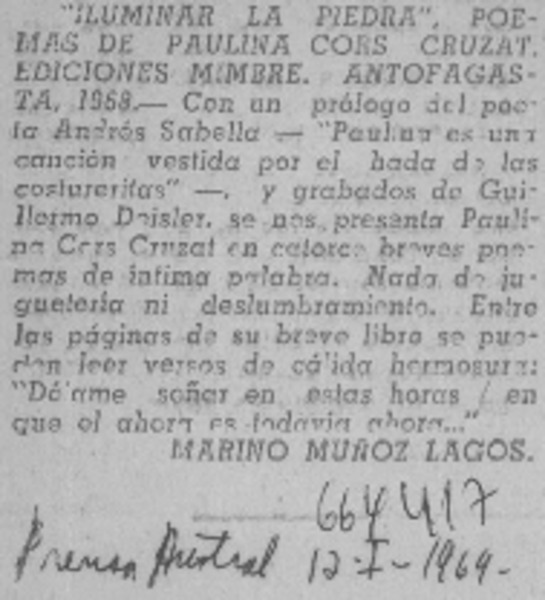 "ILUMINAR LA PIEDRA". POE-
MAS DE PAULINA CORS CRUZAT.
EDICIONES MIMBRE. ANTOFAGAS-
TA, 1968.— Con un prólogo del poe-
ta Andrés Sabella — "Paulina es una
canción vestida por el hada de las
costureritas" —, y grabados de Gui-
llermo Deisler, se nos presenta Pauli-
na Cors Cruzat en catorce breves poe-
mas de íntima palabra. Nada de ju-
guetería ni deslumbramiento. Entre
las páginas de su breve libro se pue-
den leer versos de cálida hermosura:
"Déjame soñar en estas horas / en
que el ahora es todavía ahora..."
MARINO MUÑOZ LAGOS.
664417
Prensa Austral 12-I-1969.